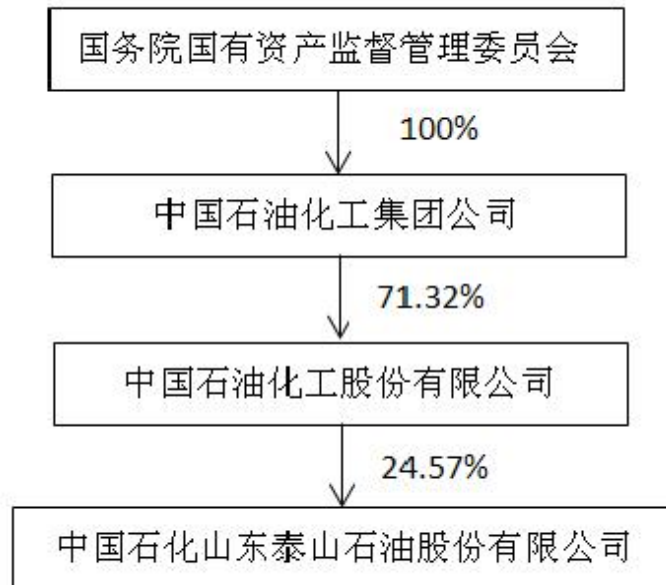 国务院国有资产监督管理委员会
100%
中国石油化工集团公司
71.32%
中国石油化工股份有限公司
24.57%
中国石化山东泰山石油股份有限公司